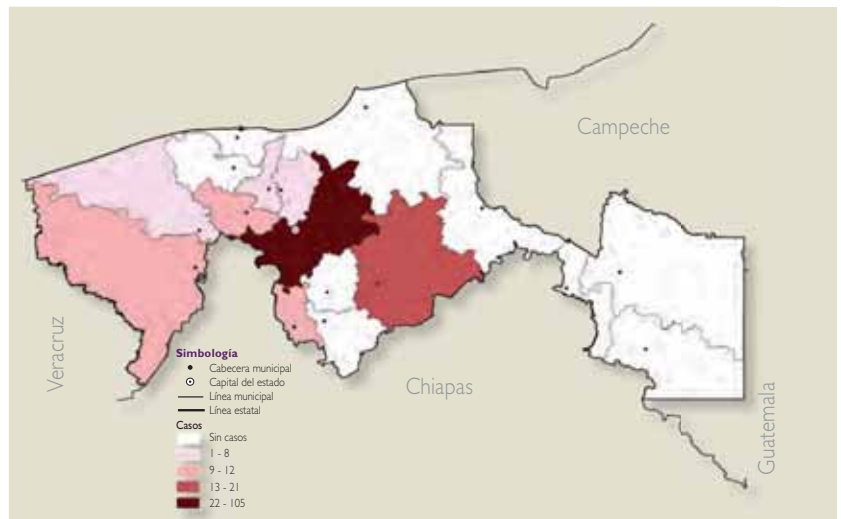 Campeche
Veracruz
Chiapas
Guatemala
Simbología
Cabecera municipal
Capital del estado
Línea municipal
Línea estatal
Casos
Sin casos
1 - 8
9 - 12
13 - 21
22 - 105